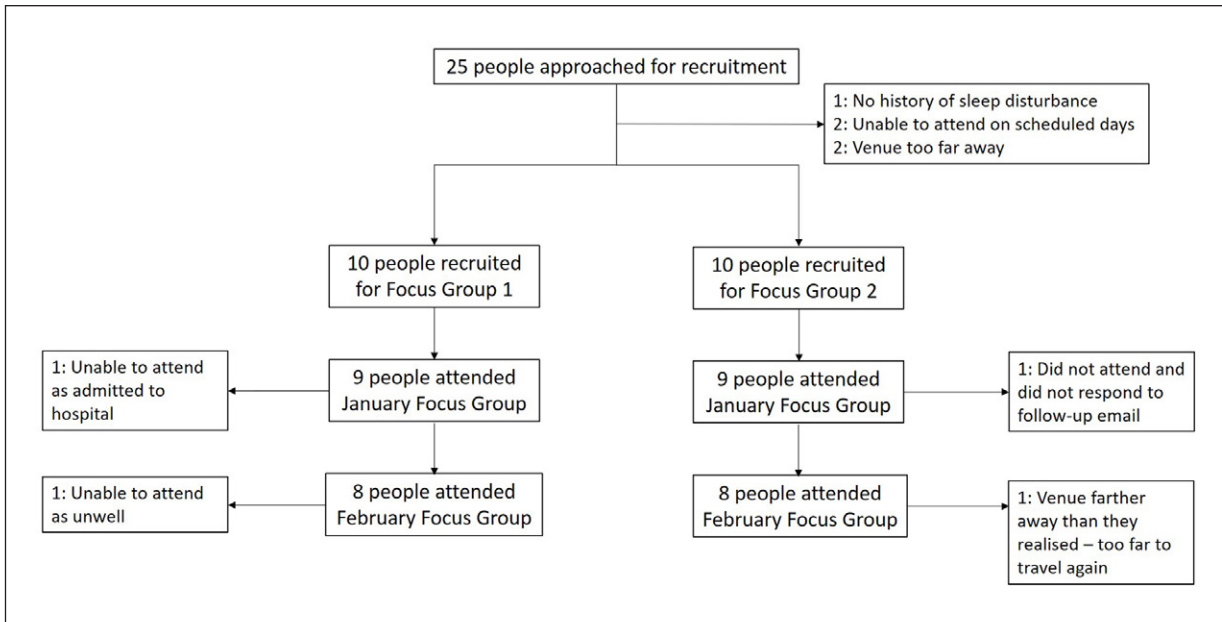 25 people approached for recruitment
1: No history of sleep disturbance
2: Unable to attend on scheduled days
2: Venue too far away
10 people recruited
for Focus Group 1
10 people recruited
for Focus Group 2
1: Unable to attend
as admitted to
hospital
9 people attended
January Focus Group
9 people attended
January Focus Group
1: Did not attend and
did not respond to
follow-up email
1: Unable to attend
as unwell
8 people attended
February Focus Group
8 people attended
February Focus Group
1: Venue farther
away than they
realised – too far to
travel again